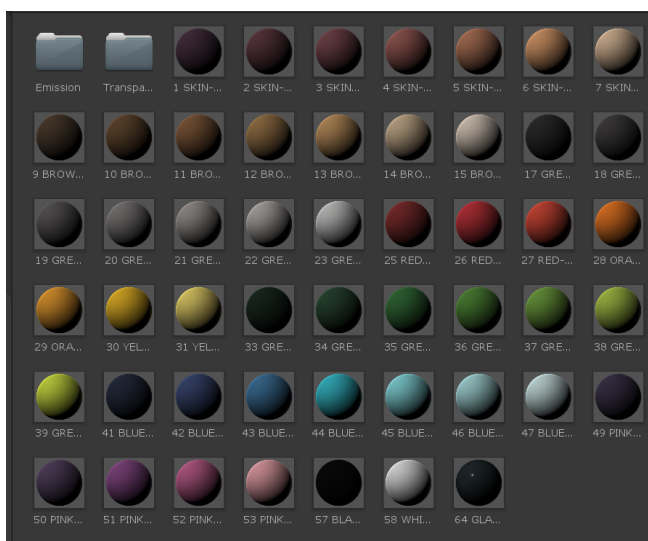 Emission Transpa... 1 SKIN-... 2 SKIN-... 3 SKIN... 4 SKIN-... 5 SKIN-... 6 SKIN-... 7 SKIN...
9 BROW... 10 BRO... 11 BRO... 12 BRO... 13 BRO... 14 BRO... 15 BRO... 17 GRE... 18 GRE...
19 GRE... 20 GRE... 21 GRE... 22 GRE... 23 GRE... 25 RED... 26 RED... 27 RED-... 28 ORA...
29 ORA... 30 YEL... 31 YEL... 33 GRE... 34 GRE... 35 GRE... 36 GRE... 37 GRE... 38 GRE...
39 GRE... 41 BLUE... 42 BLUE... 43 BLUE... 44 BLUE... 45 BLUE... 46 BLUE... 47 BLUE... 49 PINK...
50 PINK... 51 PINK... 52 PINK... 53 PINK... 57 BLA... 58 WHI... 64 GLA...